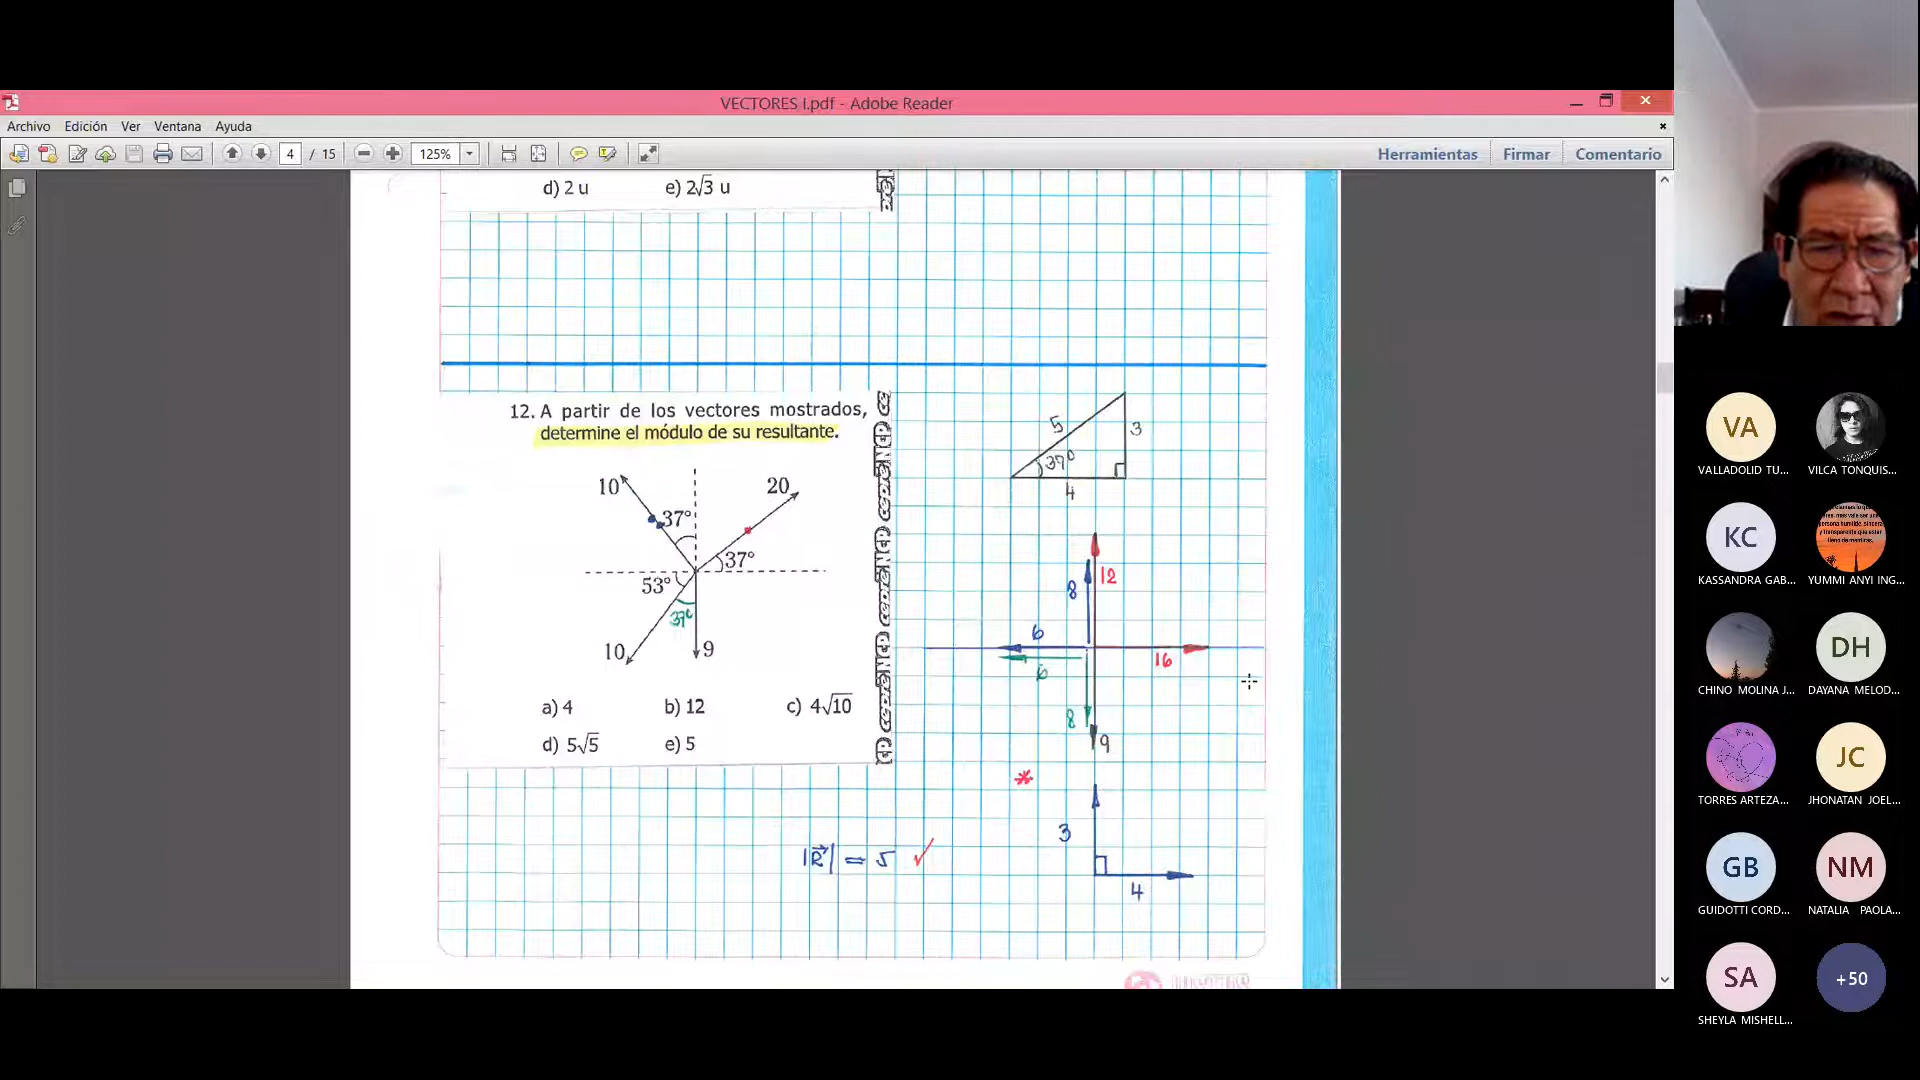 VECTORES I.pdf - Adobe Reader
Archivo Edición Ver Ventana Ayuda
4 / 15 125% Herramientas Firmar Comentario
d) 2 u e) 2√3 u
12. A partir de los vectores mostrados,
determine el módulo de su resultante.
10 20
37°
37°
53°
37°
10 9
a) 4 b) 12 c) 4√10
d) 5√5 e) 5
5 3
37°
4
12
8
6
16
6
8
9
*
3
4
|R| = 5 ✓
ceprеUNCP ceprеUNCP
VA
VALLADOLID TU... VILCA TONQUIS...
KC
KASSANDRA GAB... YUMMI ANYI ING...
DH
CHINO MOLINA J... DAYANA MELOD...
JC
TORRES ARTEZA... JHONATAN JOEL...
GB NM
GUIDOTTI CORD... NATALIA PAOLA...
SA +50
SHEYLA MISHELL...